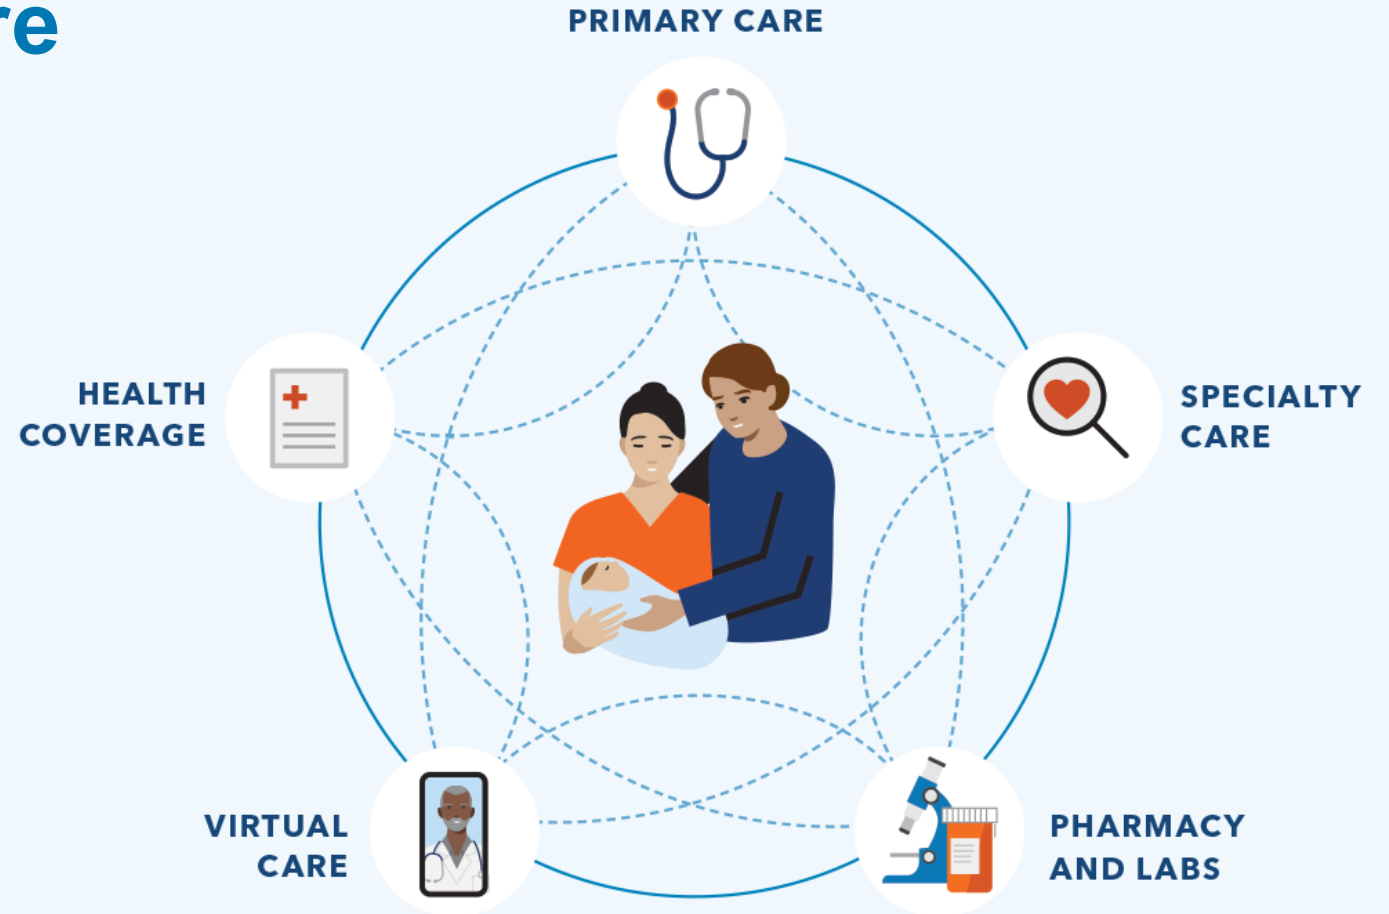 re
PRIMARY CARE
HEALTH
COVERAGE
SPECIALTY
CARE
VIRTUAL
CARE
PHARMACY
AND LABS